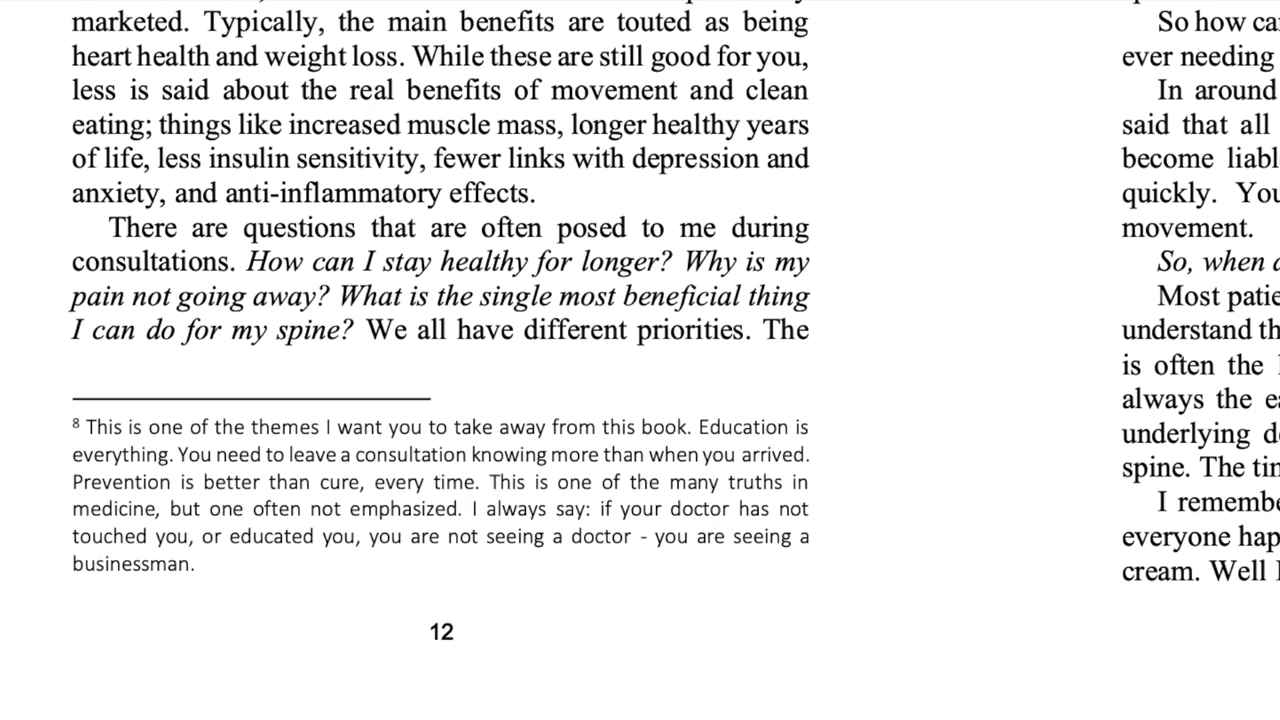 marketed. Typically, the main benefits are touted as being
heart health and weight loss. While these are still good for you,
less is said about the real benefits of movement and clean
eating; things like increased muscle mass, longer healthy years
of life, less insulin sensitivity, fewer links with depression and
anxiety, and anti-inflammatory effects.
There are questions that are often posed to me during
consultations. How can I stay healthy for longer? Why is my
pain not going away? What is the single most beneficial thing
I can do for my spine? We all have different priorities. The
8 This is one of the themes I want you to take away from this book. Education is
everything. You need to leave a consultation knowing more than when you arrived.
Prevention is better than cure, every time. This is one of the many truths in
medicine, but one often not emphasized. I always say: if your doctor has not
touched you, or educated you, you are not seeing a doctor - you are seeing a
businessman.
12
So how
ever needing
In around
said that all
become
quickly. You
movement.
So, when
Most
understand
is often the
always the
underlying
spine. The
I
everyone
cream. Well